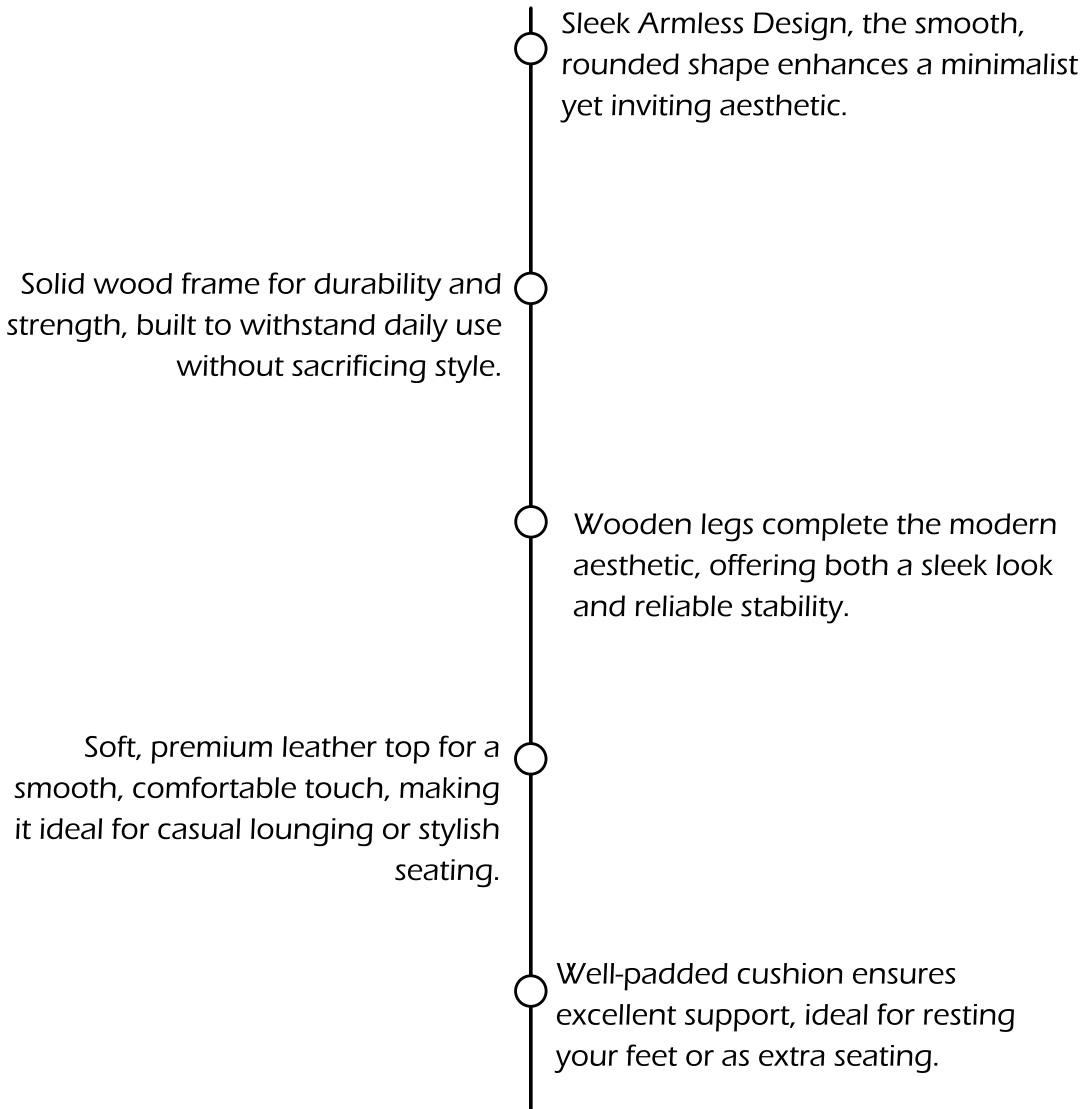 Sleek Armless Design, the smooth,
rounded shape enhances a minimalist
yet inviting aesthetic.
Solid wood frame for durability and
strength, built to withstand daily use
without sacrificing style.
Wooden legs complete the modern
aesthetic, offering both a sleek look
and reliable stability.
Soft, premium leather top for a
smooth, comfortable touch, making
it ideal for casual lounging or stylish
seating.
Well-padded cushion ensures
excellent support, ideal for resting
your feet or as extra seating.